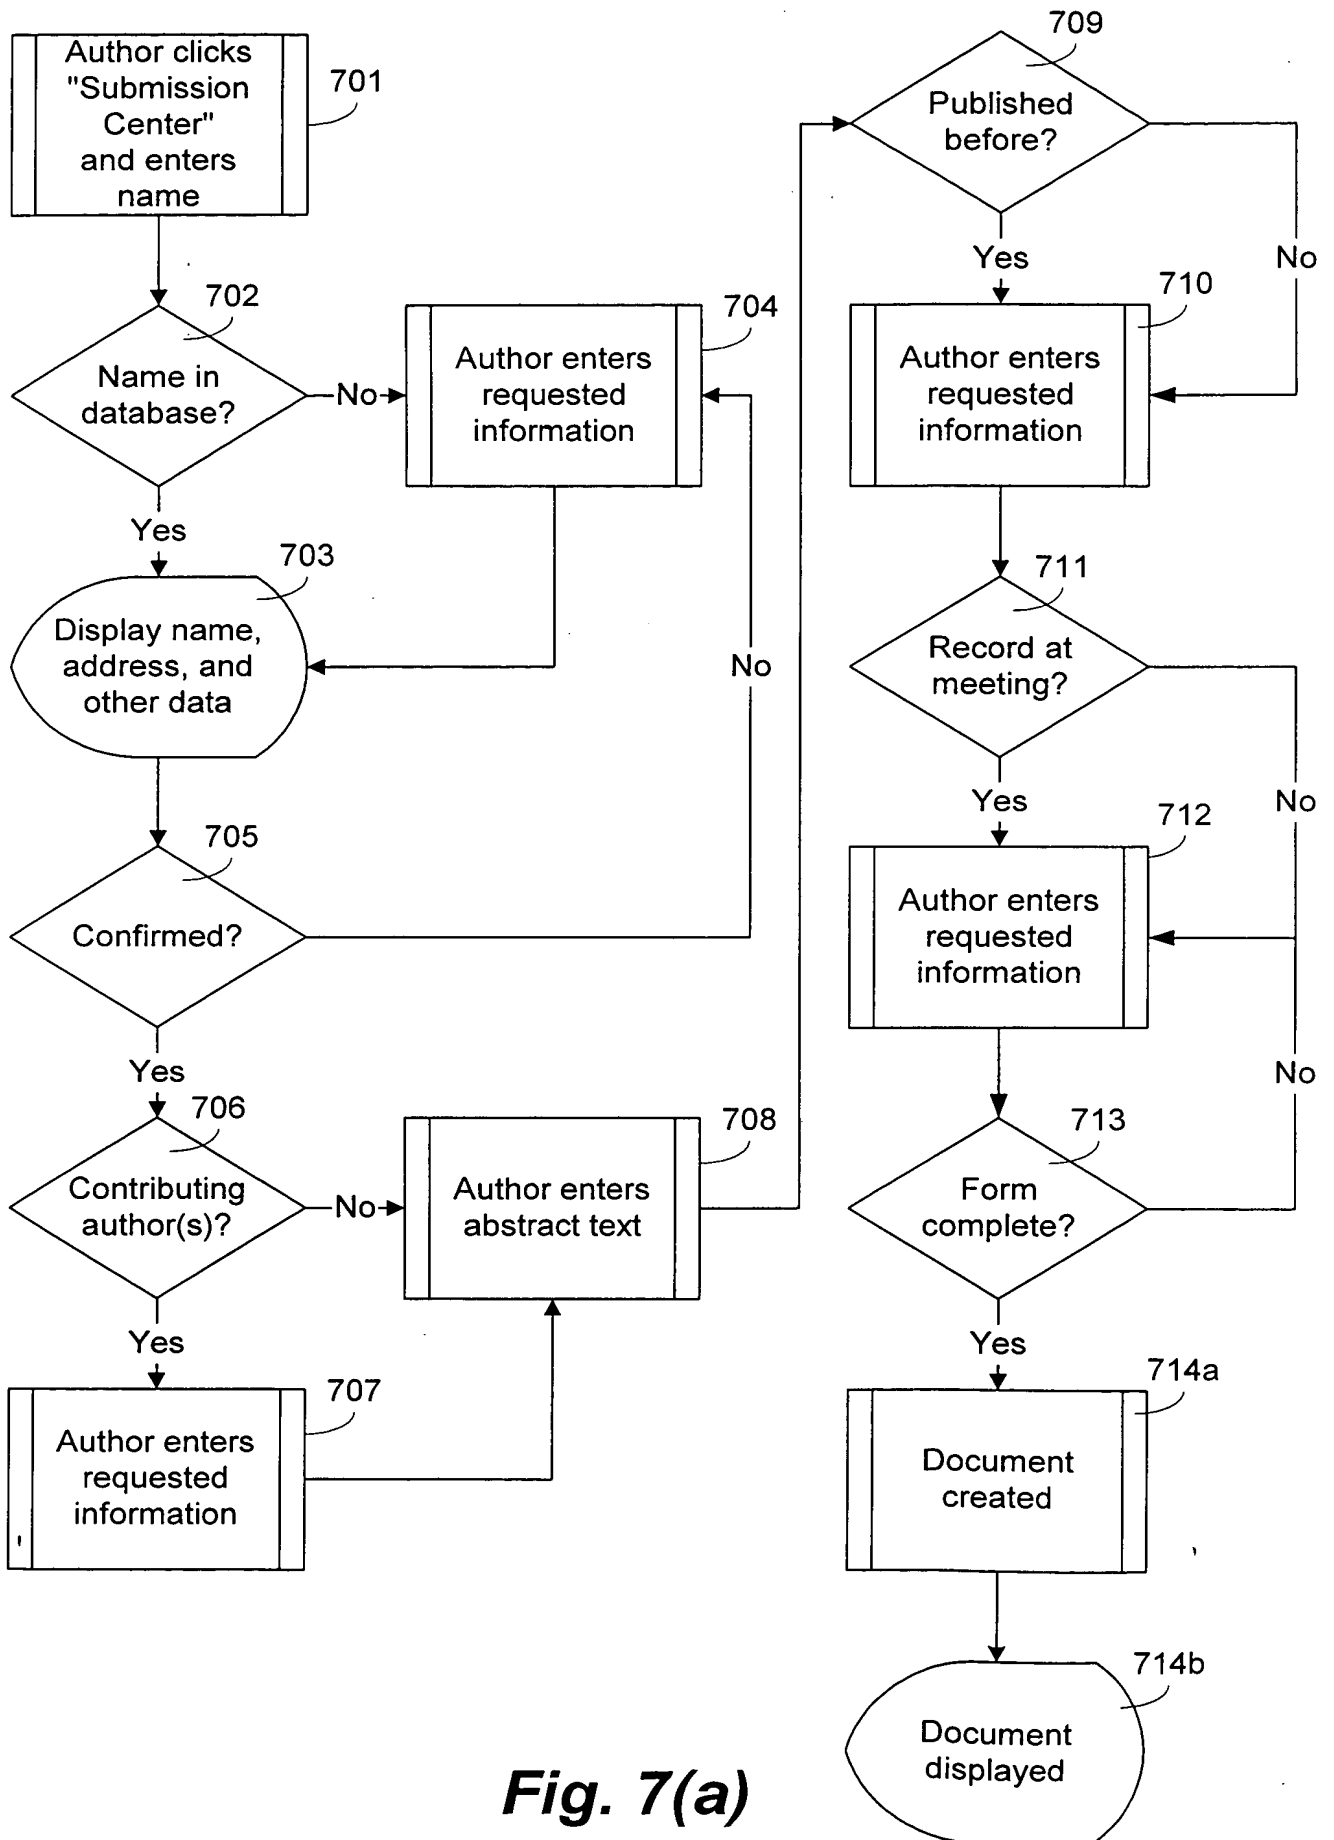 Author clicks
"Submission
Center"
and enters
name
701
702
Name in
database?
No
704
Author enters
requested
information
Yes
703
Display name,
address, and
other data
No
705
Confirmed?
Yes
706
Contributing
author(s)?
No
708
Author enters
abstract text
Yes
707
Author enters
requested
information
709
Published
before?
Yes
No
710
Author enters
requested
information
711
Record at
meeting?
Yes
No
712
Author enters
requested
information
No
713
Form
complete?
Yes
714a
Document
created
714b
Document
displayed
Fig. 7(a)